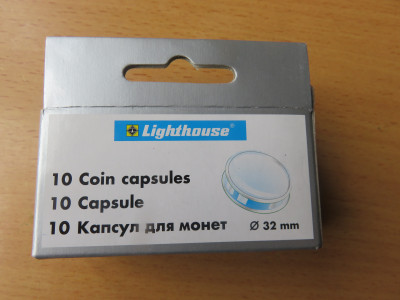 Lighthouse®
10 Coin capsules
10 Capsule
10 Капсул для монет
Ø 32 mm